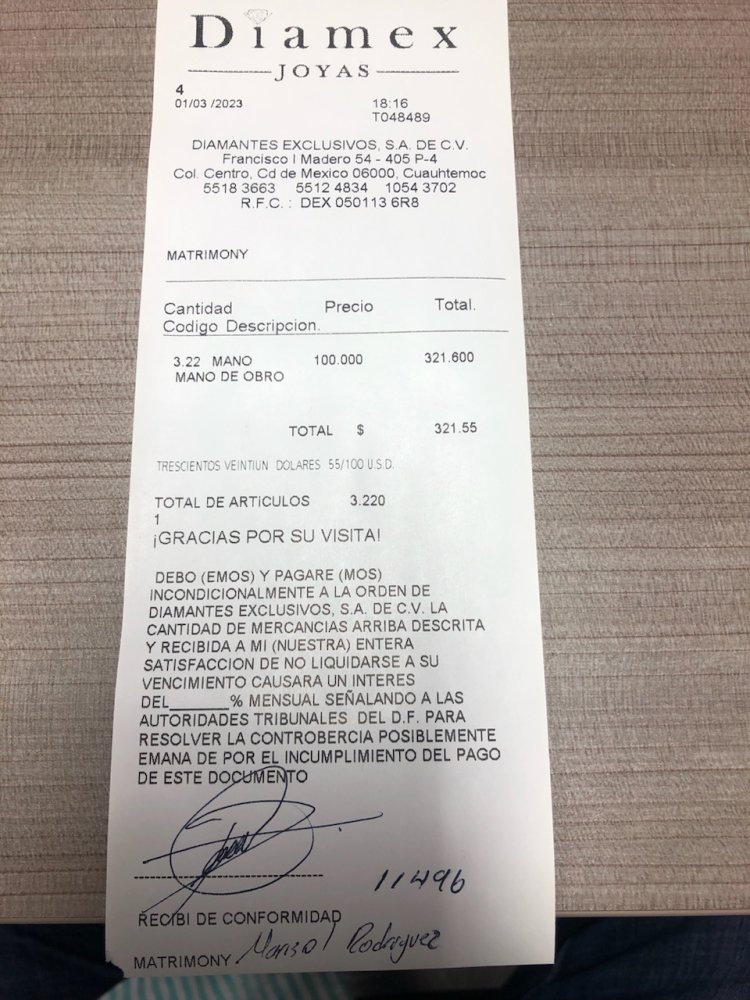 Diamex
JOYAS
4
01/03 /2023 18:16
T048489
DIAMANTES EXCLUSIVOS, S.A. DE C.V.
Francisco I Madero 54 - 405 P-4
Col. Centro, Cd de Mexico 06000, Cuauhtemoc
5518 3663 5512 4834 1054 3702
R.F.C. : DEX 050113 6R8
MATRIMONY
Cantidad Precio Total.
Codigo Descripcion.
3.22 MANO 100.000 321.600
MANO DE OBRO
TOTAL $ 321.55
TRESCIENTOS VEINTIUN DOLARES 55/100 U.S.D.
TOTAL DE ARTICULOS 3.220
1
¡GRACIAS POR SU VISITA!
DEBO (EMOS) Y PAGARE (MOS)
INCONDICIONALMENTE A LA ORDEN DE
DIAMANTES EXCLUSIVOS, S.A. DE C.V. LA
CANTIDAD DE MERCANCIAS ARRIBA DESCRITA
Y RECIBIDA A MI (NUESTRA) ENTERA
SATISFACCION DE NO LIQUIDARSE A SU
VENCIMIENTO CAUSARA UN INTERES
DEL_______% MENSUAL SEÑALANDO A LAS
AUTORIDADES TRIBUNALES DEL D.F. PARA
RESOLVER LA CONTROBERCIA POSIBLEMENTE
EMANA DE POR EL INCUMPLIMIENTO DEL PAGO
DE ESTE DOCUMENTO
11496
RECIBI DE CONFORMIDAD
MATRIMONY Marisol Rodriguez